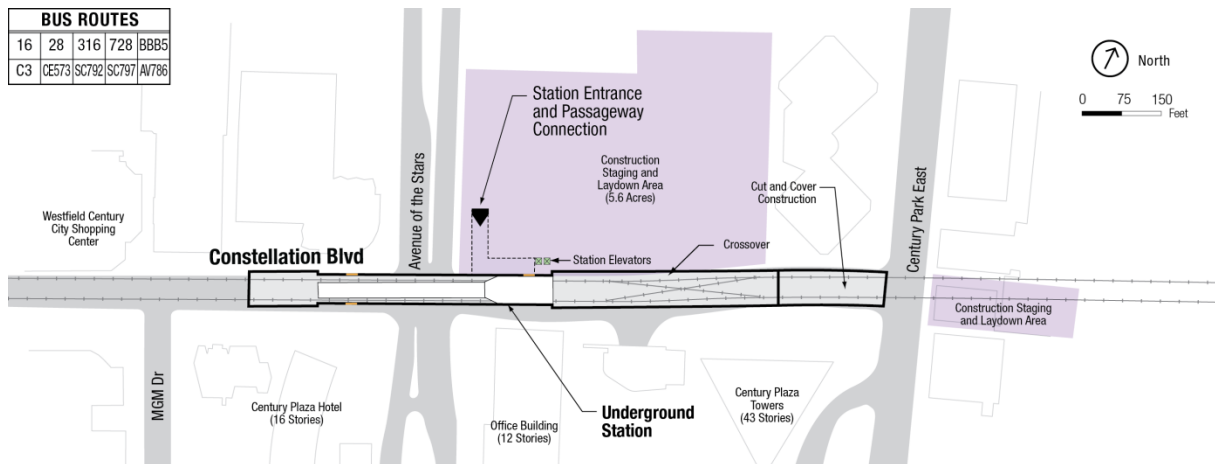 BUS ROUTES
16 28 316 728 BBB5
C3 CE573 SC792 SC797 AV786
North
0 75 150
Feet
Station Entrance
and Passageway
Connection
Avenue of the Stars
Construction
Staging and
Laydown Area
(5.6 Acres)
Cut and Cover
Construction
Century Park East
Westfield Century
City Shopping
Center
Constellation Blvd
Crossover
Station Elevators
Construction Staging
and Laydown Area
MGM Dr
Century Plaza Hotel
(16 Stories)
Office Building
(12 Stories)
Underground
Station
Century Plaza
Towers
(43 Stories)